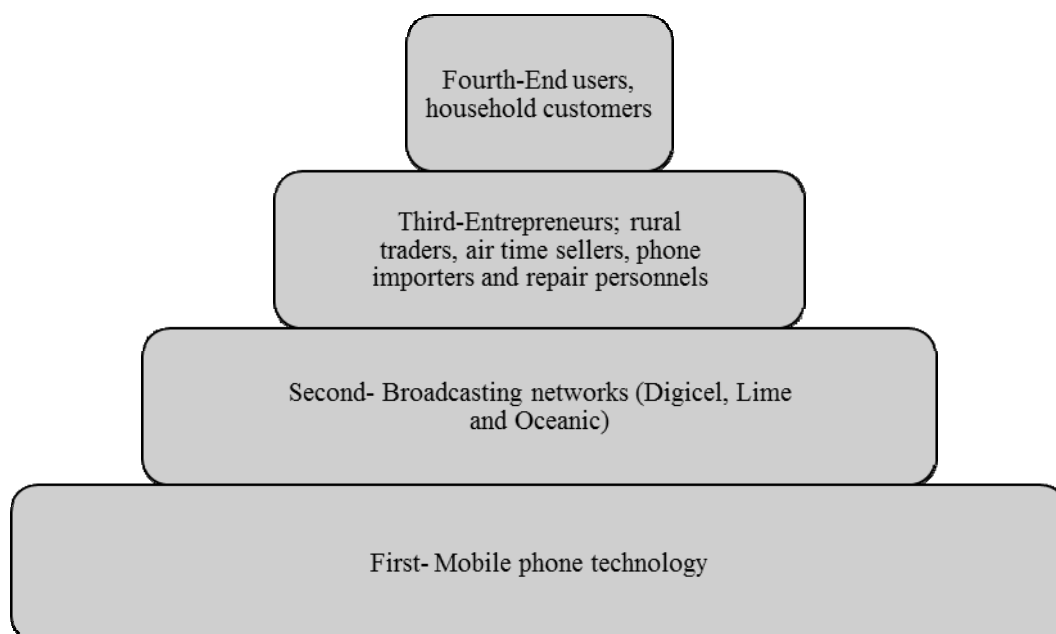 Fourth-End users,
household customers
Third-Entrepreneurs; rural
traders, air time sellers, phone
importers and repair personnels
Second- Broadcasting networks (Digicel, Lime
and Oceanic)
First- Mobile phone technology